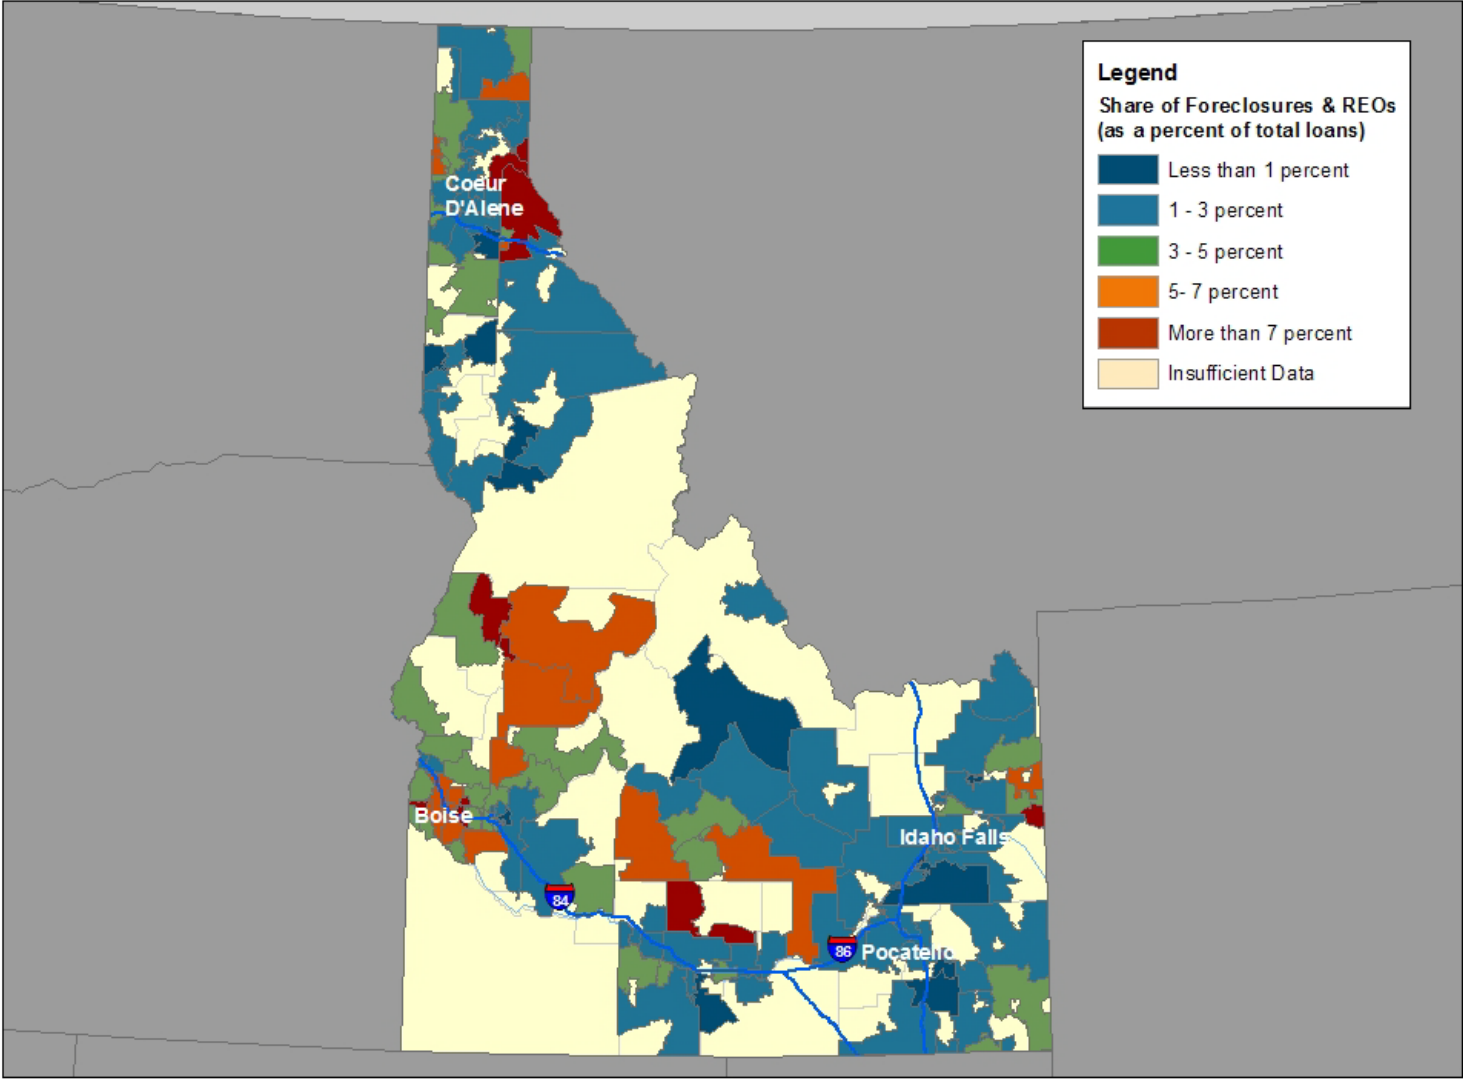 Legend
Share of Foreclosures & REOs
(as a percent of total loans)
Less than 1 percent
1 - 3 percent
3 - 5 percent
5- 7 percent
More than 7 percent
Insufficient Data
Coeur
D'Alene
Boise
Idaho Falls
84
86
Pocatello